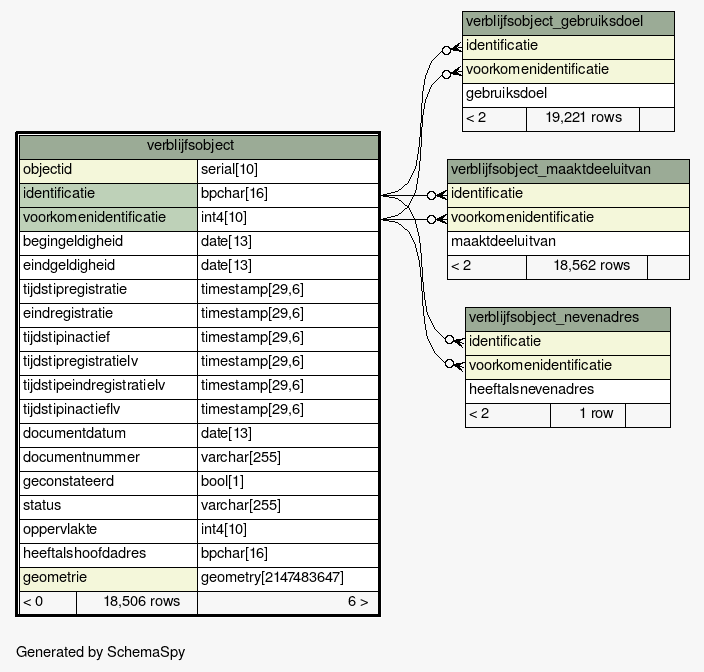 verblijfsobject_gebruiksdoel
identificatie
voorkomenidentificatie
gebruiksdoel
< 2 19,221 rows
verblijfsobject
objectid serial[10]
identificatie bpchar[16]
voorkomenidentificatie int4[10]
begingeldigheid date[13]
eindgeldigheid date[13]
tijdstipregistratie timestamp[29,6]
eindregistratie timestamp[29,6]
tijdstipinactief timestamp[29,6]
tijdstipregistratielv timestamp[29,6]
tijdstipeindregistratielv timestamp[29,6]
tijdstipinactieflv timestamp[29,6]
documentdatum date[13]
documentnummer varchar[255]
geconstateerd bool[1]
status varchar[255]
oppervlakte int4[10]
heeftalshoofdadres bpchar[16]
geometrie geometry[2147483647]
< 0 18,506 rows 6 >
verblijfsobject_maaktdeeluitvan
identificatie
voorkomenidentificatie
maaktdeeluitvan
< 2 18,562 rows
verblijfsobject_nevenadres
identificatie
voorkomenidentificatie
heeftalsnevenadres
< 2 1 row
Generated by SchemaSpy